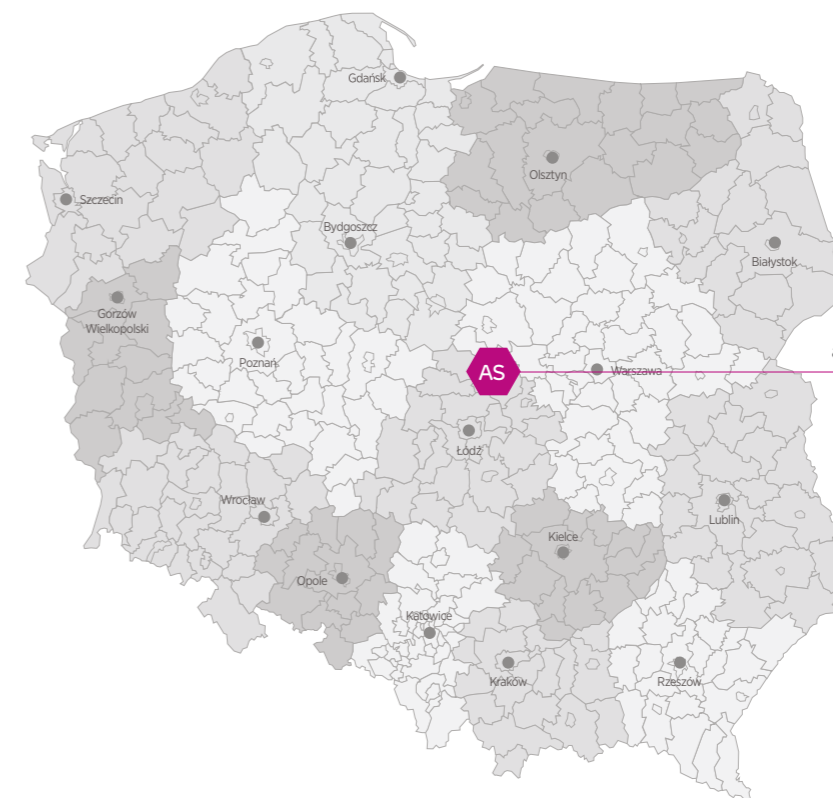 Gdańsk
Olsztyn
Szczecin
Bydgoszcz
Białystok
Gorzów
Wielkopolski
Poznań
AS
Warszawa
Łódź
Wrocław
Lublin
Kielce
Opole
Katowice
Kraków
Rzeszów